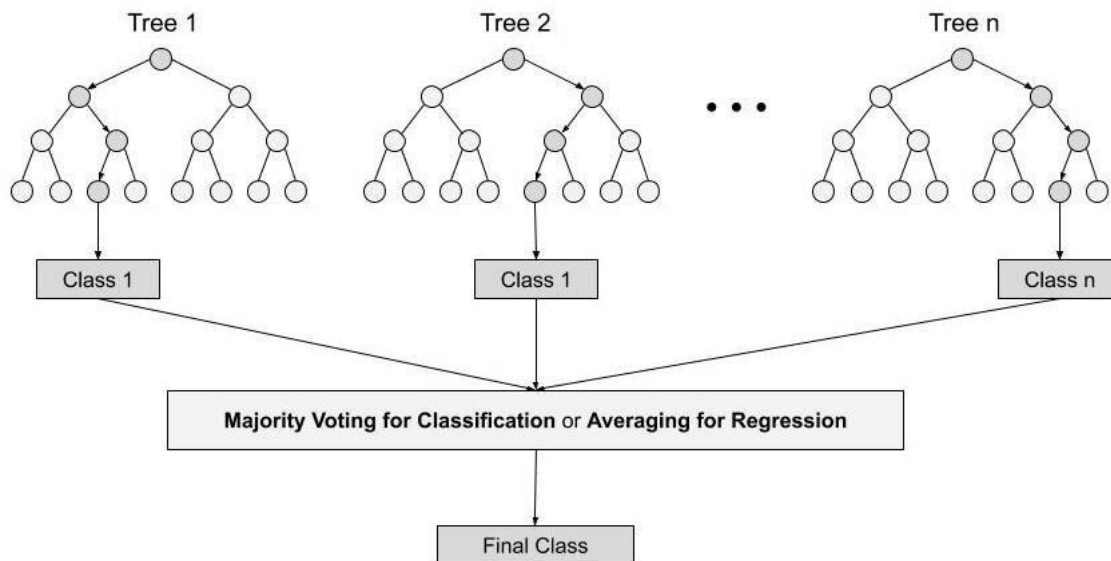 Tree 1
Tree 2
Tree n
Class 1
Class 1
Class n
Majority Voting for Classification or Averaging for Regression
Final Class